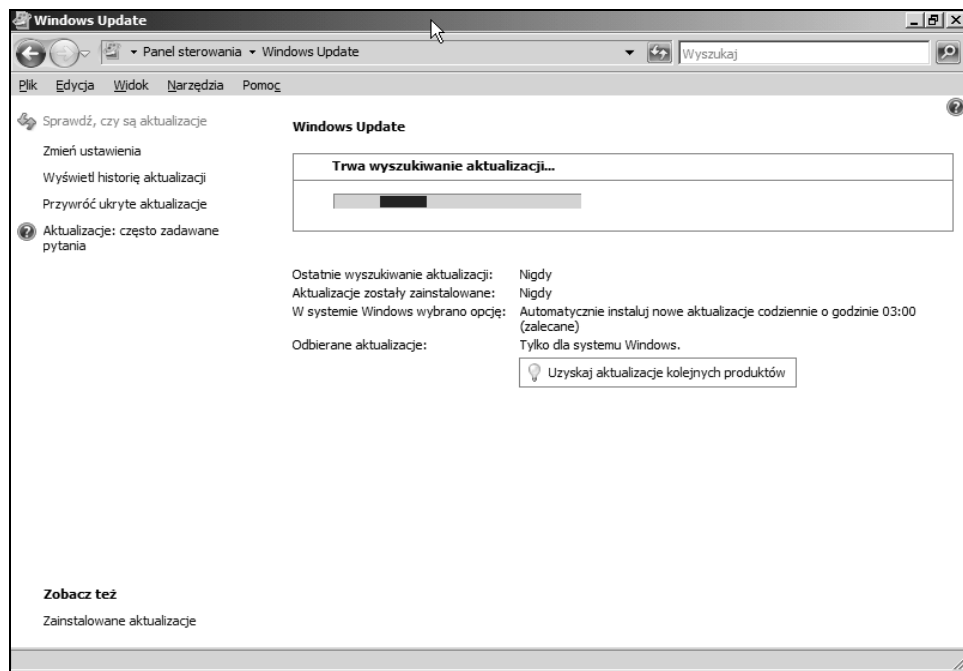 Windows Update
Panel sterowania Windows Update
Wyszukaj
Plik Edycja Widok Narzędzia Pomoc
Sprawdź, czy są aktualizacje
Zmień ustawienia
Wyświetl historię aktualizacji
Przywróć ukryte aktualizacje
Aktualizacje: często zadawane
pytania
Windows Update
Trwa wyszukiwanie aktualizacji...
Ostatnie wyszukiwanie aktualizacji: Nigdy
Aktualizacje zostały zainstalowane: Nigdy
W systemie Windows wybrano opcję: Automatycznie instaluj nowe aktualizacje codziennie o godzinie 03:00
(zalecane)
Odbierane aktualizacje: Tylko dla systemu Windows.
Uzyskaj aktualizacje kolejnych produktów
Zobacz też
Zainstalowane aktualizacje